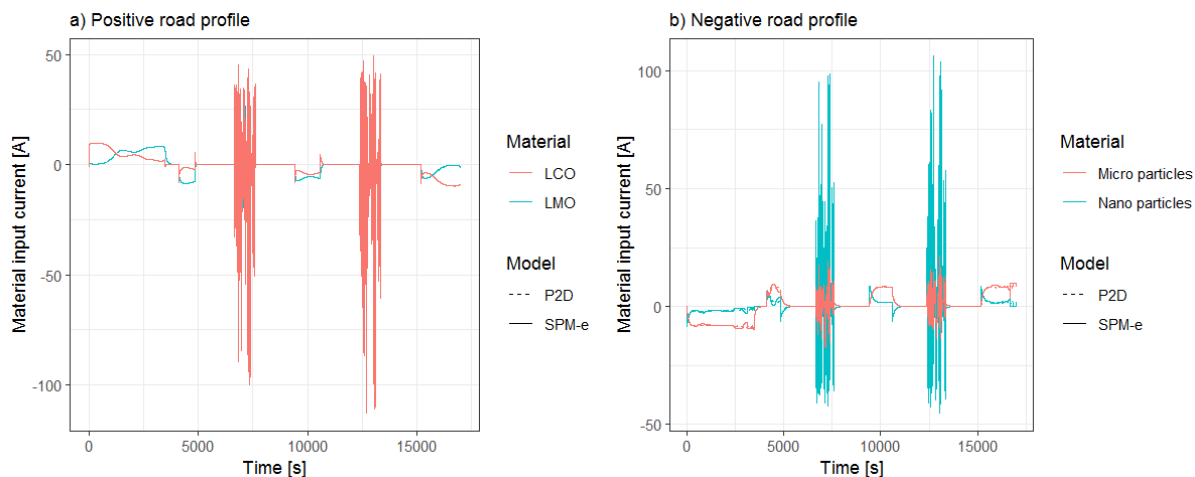 a) Positive road profile
Material input current [A]
50
0
-50
-100
0
5000
10000
15000
Time [s]
Material
LCO
LMO
Model
P2D
SPM-e
b) Negative road profile
Material input current [A]
100
50
0
-50
0
5000
10000
15000
Time [s]
Material
Micro particles
Nano particles
Model
P2D
SPM-e